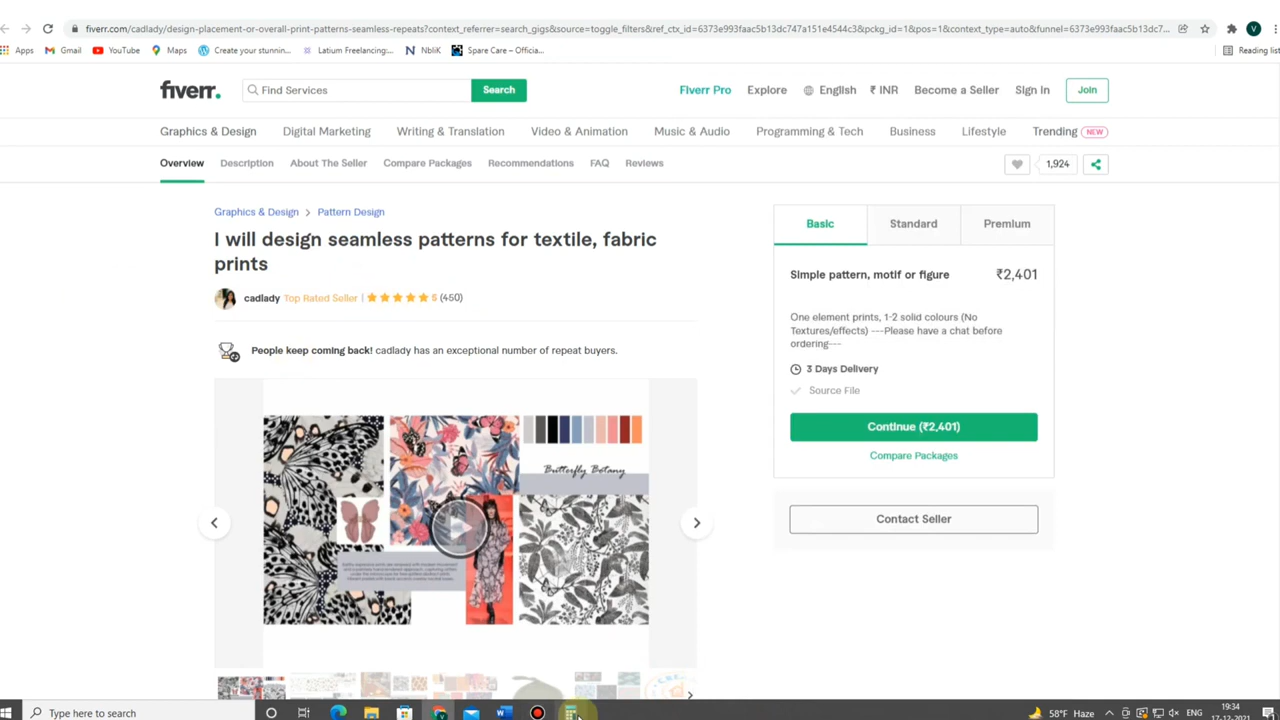 fiverr.com/cadlady/design-placement-or-overall-print-patterns-seamless-repeats?context_referrer=search_gigs&source=toggle_filters&ref_ctx_id=6373e993faac5b13dc747a151e4544c3&pckg_id=1&pos=1&context_type=auto&funnel=6373e993faac5b13dc747a151e4544c3...
V
Apps Gmail YouTube Maps Create your stunnin... Latium Freelancing:... N NbliK Spare Care – Officia... Reading list
fiverr. Find Services Search Fiverr Pro Explore English ₹ INR Become a Seller Sign In Join
Graphics & Design Digital Marketing Writing & Translation Video & Animation Music & Audio Programming & Tech Business Lifestyle Trending NEW
Overview Description About The Seller Compare Packages Recommendations FAQ Reviews 1,924
Graphics & Design > Pattern Design
I will design seamless patterns for textile, fabric
prints
cadlady Top Rated Seller | 5 (450)
People keep coming back! cadlady has an exceptional number of repeat buyers.
Butterfly Botany
Basic Standard Premium
Simple pattern, motif or figure ₹2,401
One element prints, 1-2 solid colours (No
Textures/effects) ---Please have a chat before
ordering---
3 Days Delivery
Source File
Continue (₹2,401)
Compare Packages
Contact Seller
Type here to search 58°F Haze ENG 19:34
17-12-2021